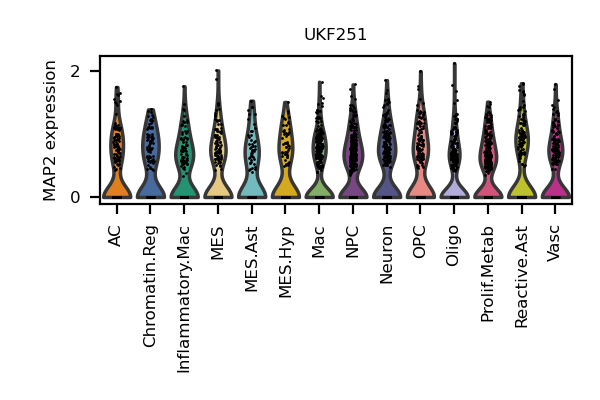 UKF251
MAP2 expression
2
0
AC
Chromatin.Reg
Inflammatory.Mac
MES
MES.Ast
MES.Hyp
Mac
NPC
Neuron
OPC
Oligo
Prolif.Metab
Reactive.Ast
Vasc